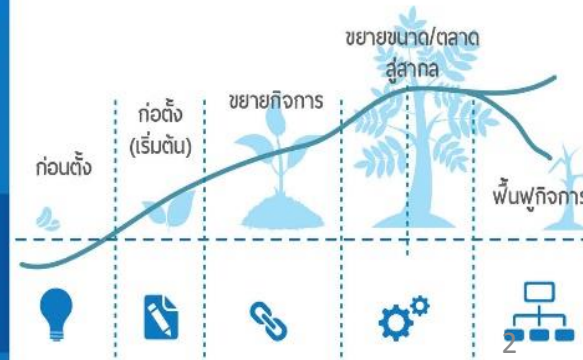 ก่อนตั้ง
ก่อตั้ง
(เริ่มต้น)
ขยายกิจการ
ขยายขนาด/ตลาด
สู่สากล
ฟื้นฟูกิจการ
2